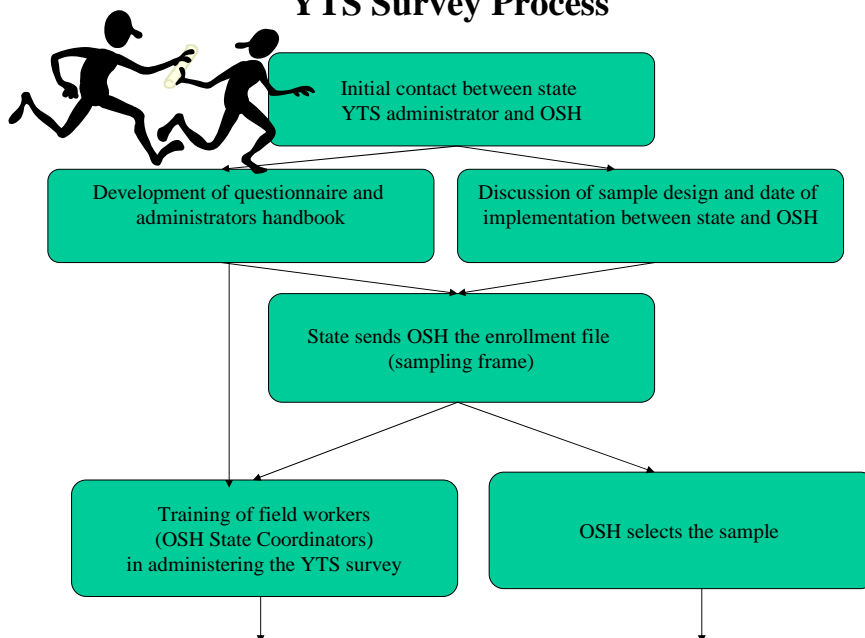 YTS Survey Process
Initial contact between state
YTS administrator and OSH
Development of questionnaire and
administrators handbook
Discussion of sample design and date of
implementation between state and OSH
State sends OSH the enrollment file
(sampling frame)
Training of field workers
(OSH State Coordinators)
in administering the YTS survey
OSH selects the sample